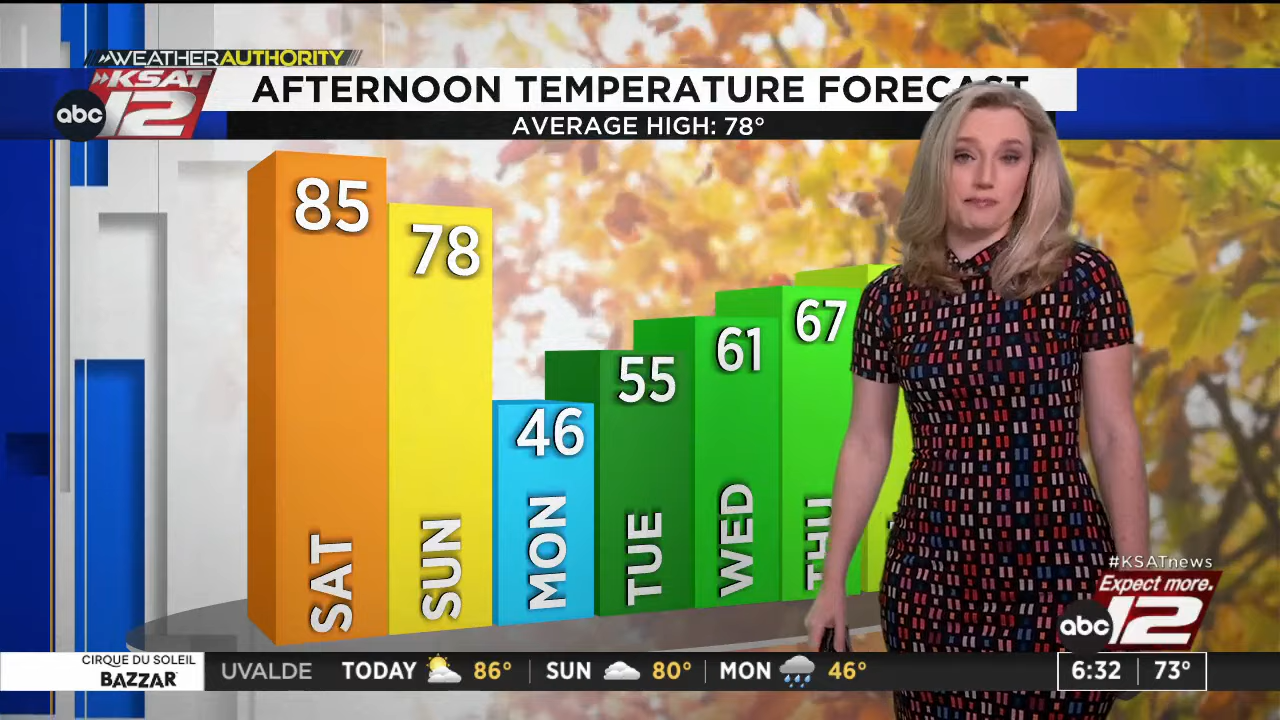 WEATHERAUTHORITY
KSAT
abc 12
AFTERNOON TEMPERATURE FORECAST
AVERAGE HIGH: 78°
85
78
46
55
61
67
SAT
SUN
MON
TUE
WED
THU
#KSATnews
Expect more.
abc 12
CIRQUE DU SOLEIL
BAZZAR
UVALDE TODAY 86° SUN 80° MON 46°
6:32 73°